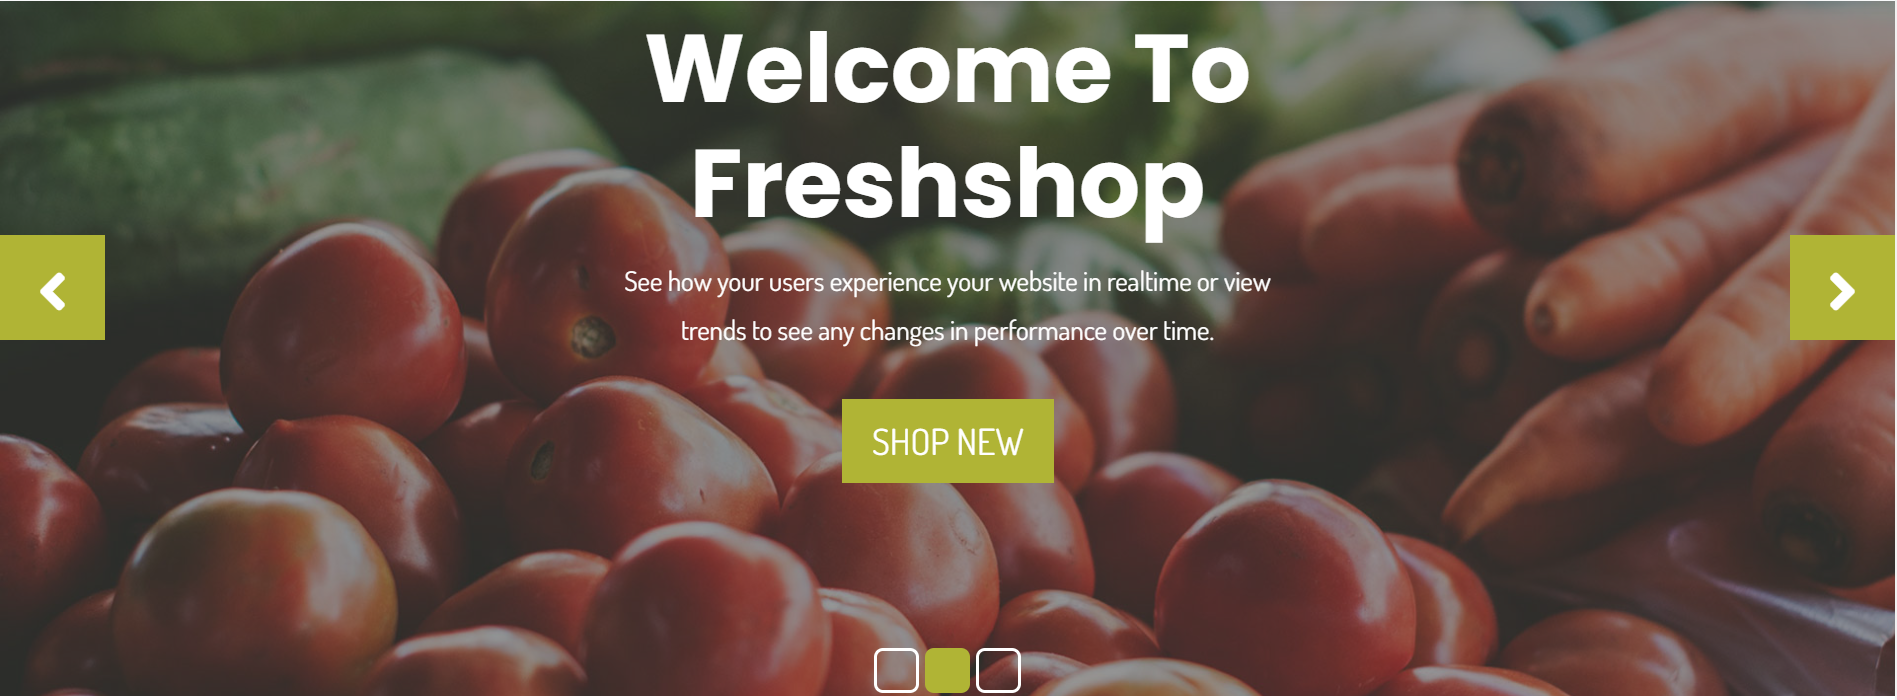 Welcome To
Freshshop
See how your users experience your website in realtime or view
trends to see any changes in performance over time.
SHOP NEW